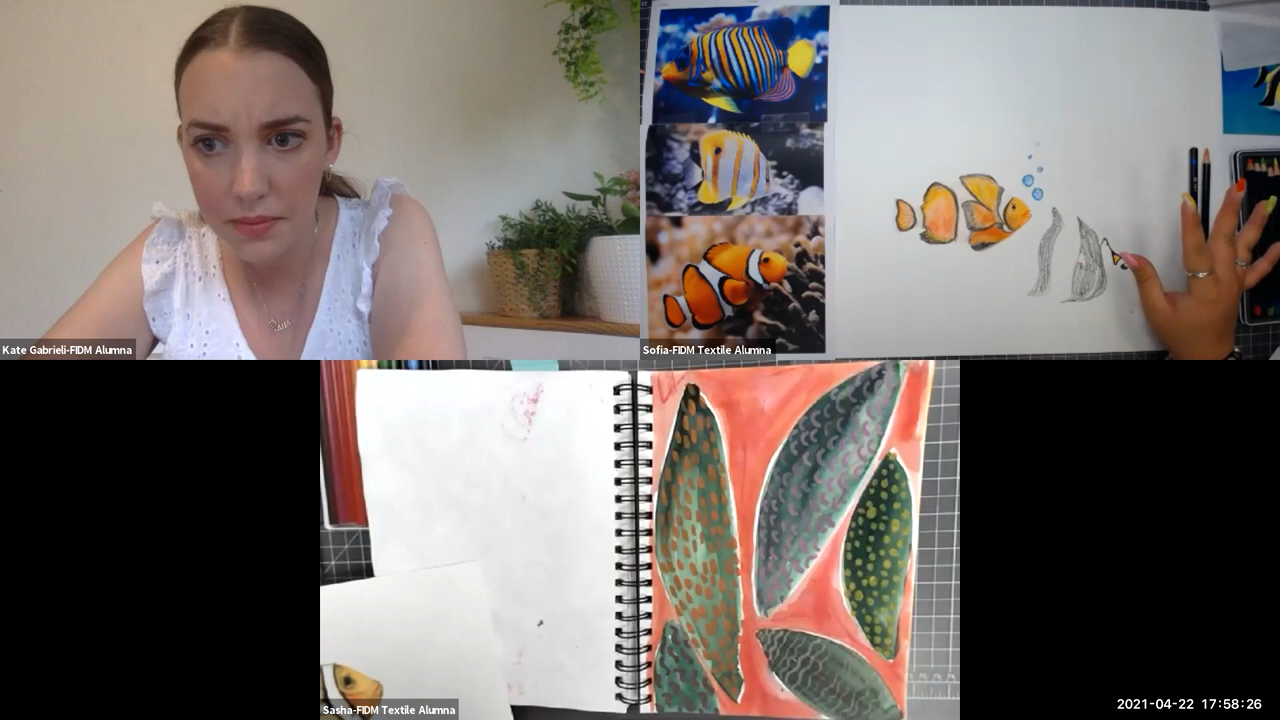 Kate Gabrieli-FIDM Alumna
Sofia-FIDM Textile Alumna
Sasha-FIDM Textile Alumna
2021-04-22 17:58:26